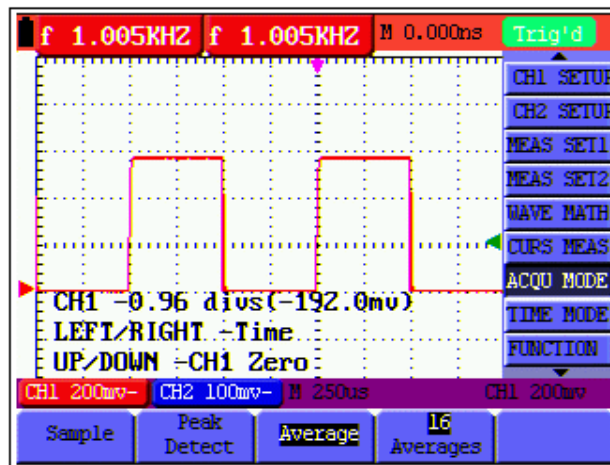 f 1.005KHZ f 1.005KHZ M 0.000ns Trig'd
CH1 SETUP
CH2 SETUP
MEAS SET1
MEAS SET2
WAVE MATH
CURS MEAS
ACQU MODE
TIME MODE
FUNCTION
CH1 -0.96 divs(-192.0mv)
LEFT/RIGHT -Time
UP/DOWN -CH1 Zero
CH1 200mv- CH2 100mv- M 250us CH1 200mv
Sample
Peak Detect
Average
16 Averages